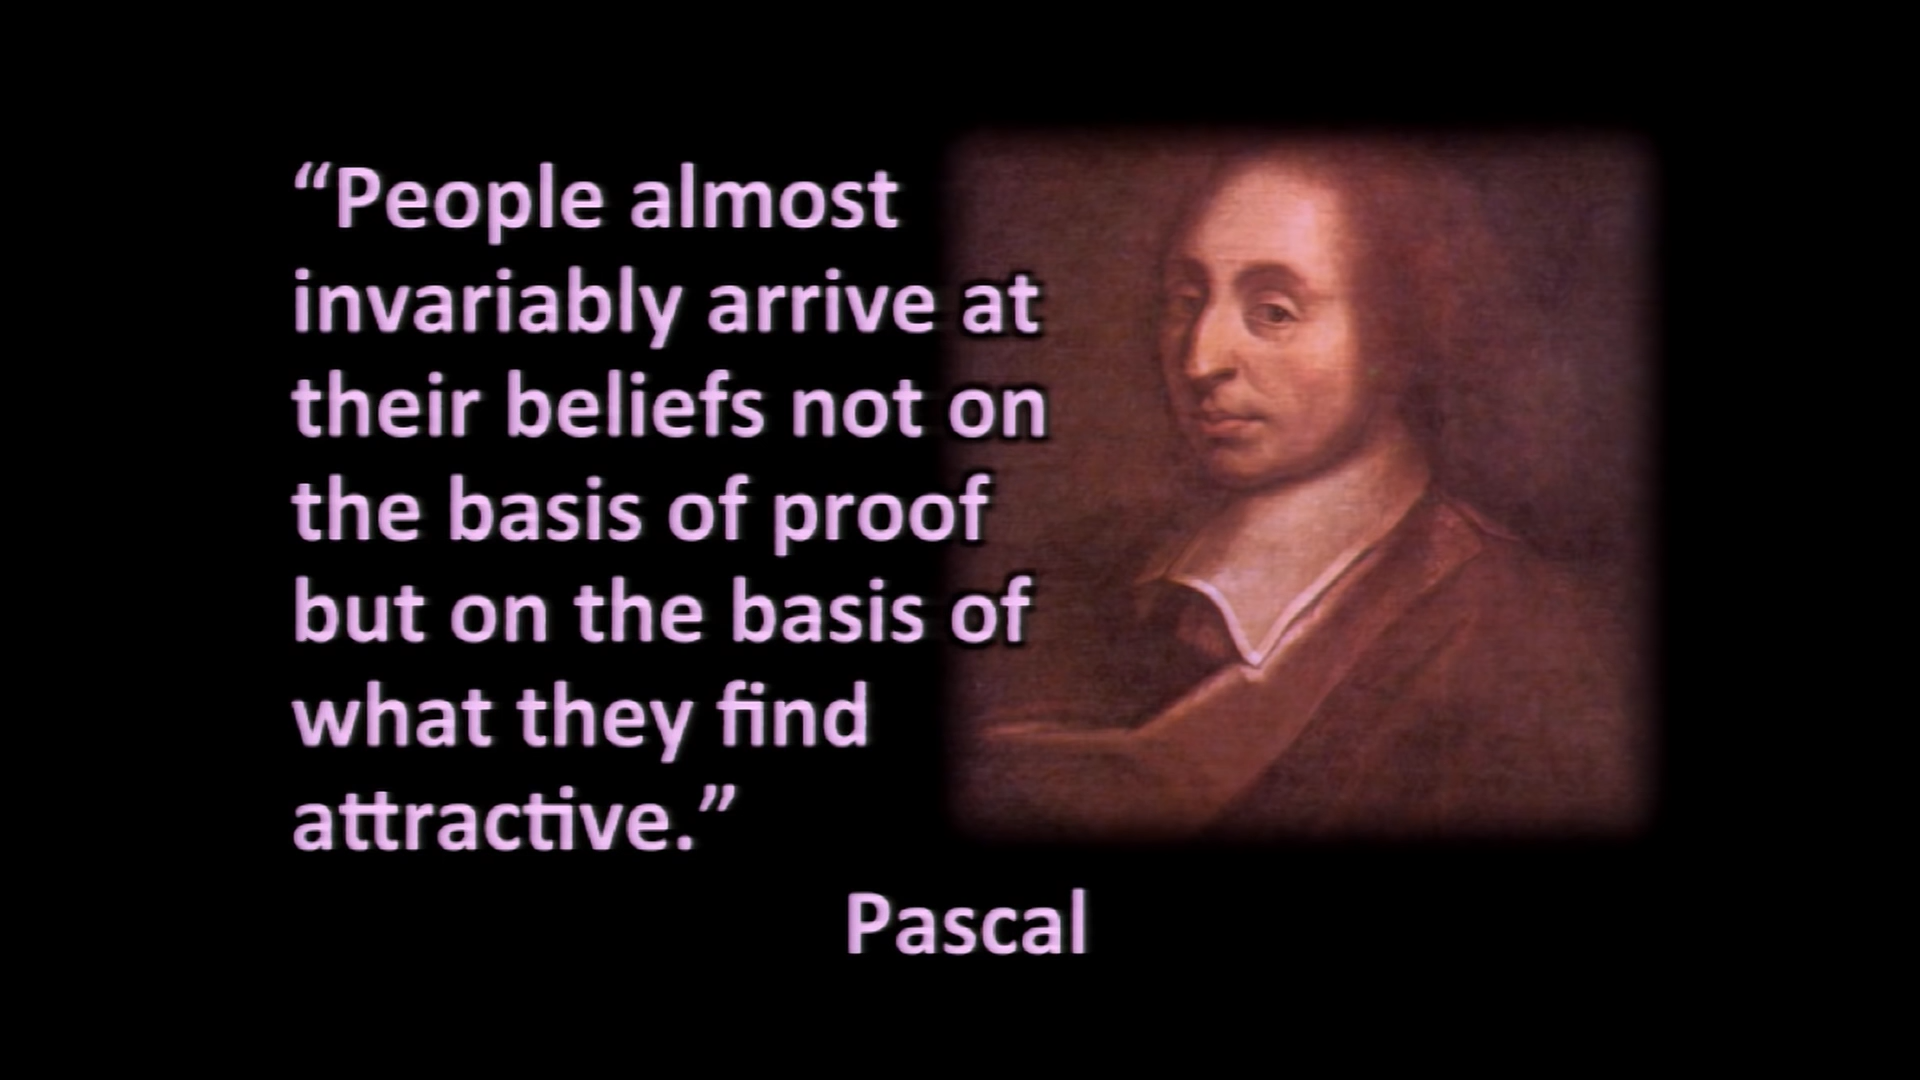 “People almost
invariably arrive at
their beliefs not on
the basis of proof
but on the basis of
what they find
attractive.”
Pascal